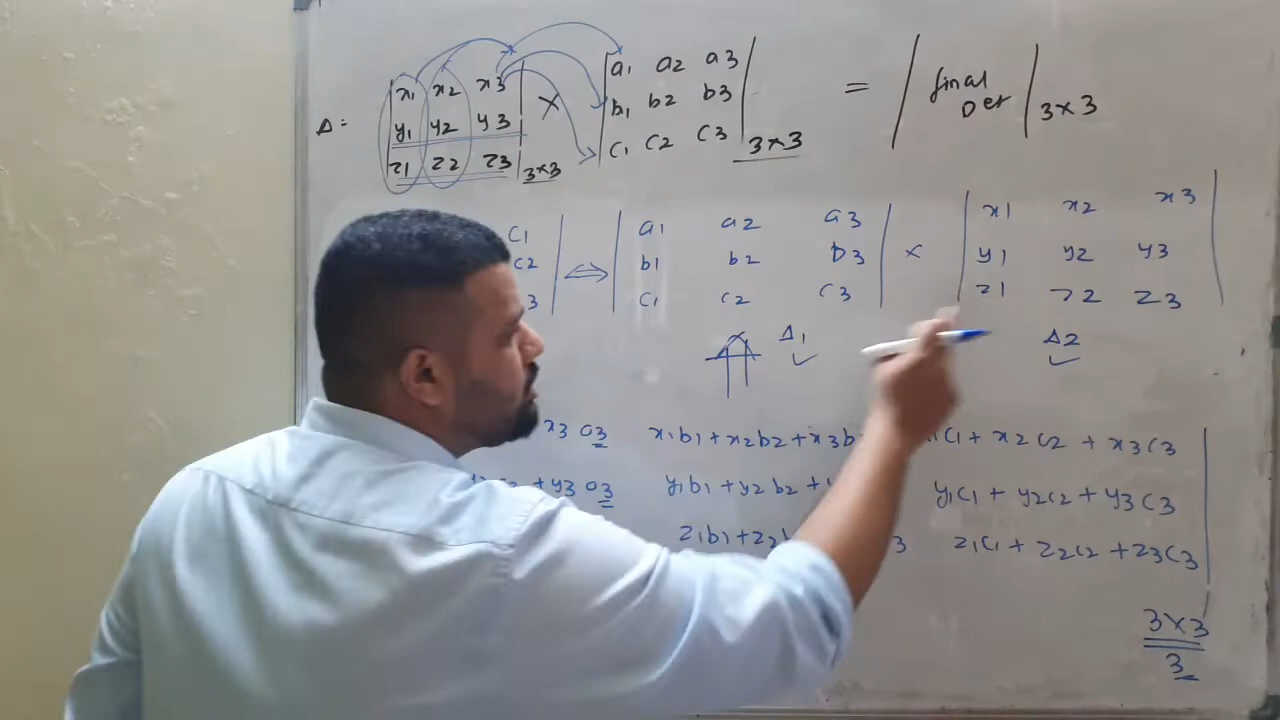 Δ = | x1 x2 x3 | × | a1 a2 a3 | = | final
| y1 y2 y3 | | b1 b2 b3 | Det | 3×3
| z1 z2 z3 | 3×3 | c1 c2 c3 | 3×3
c1 | ⇔ | a1 a2 a3 | × | x1 x2 x3 |
c2 | | b1 b2 b3 | | y1 y2 y3 |
3 | | c1 c2 c3 | | z1 z2 z3 |
Δ1 ✓ Δ2 ✓
x3 a3 x1b1 + x2b2 + x3b c1 + x2c2 + x3c3
+ y3 a3 y1b1 + y2b2 + y1c1 + y2c2 + y3c3
z1b1 + z2 3 z1c1 + z2c2 + z3c3
3×3
3